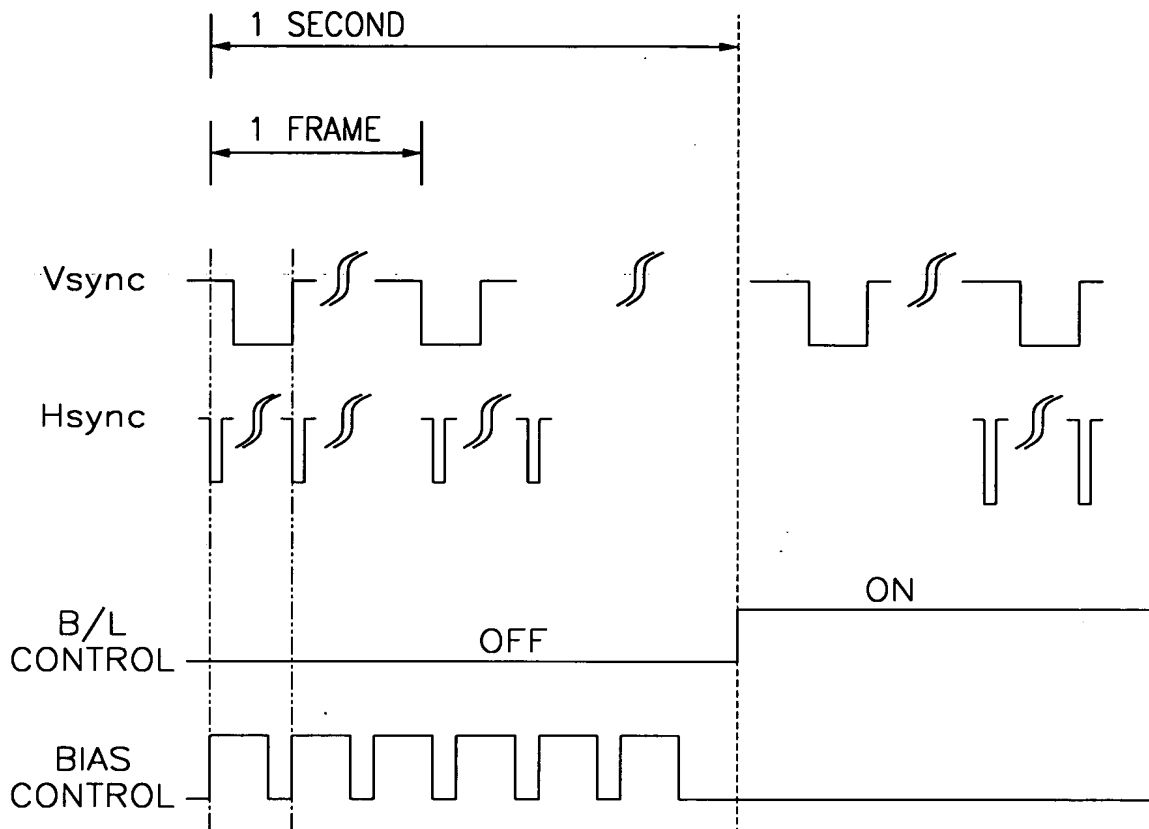 1 SECOND
1 FRAME
Vsync
Hsync
ON
B/L
CONTROL
OFF
BIAS
CONTROL